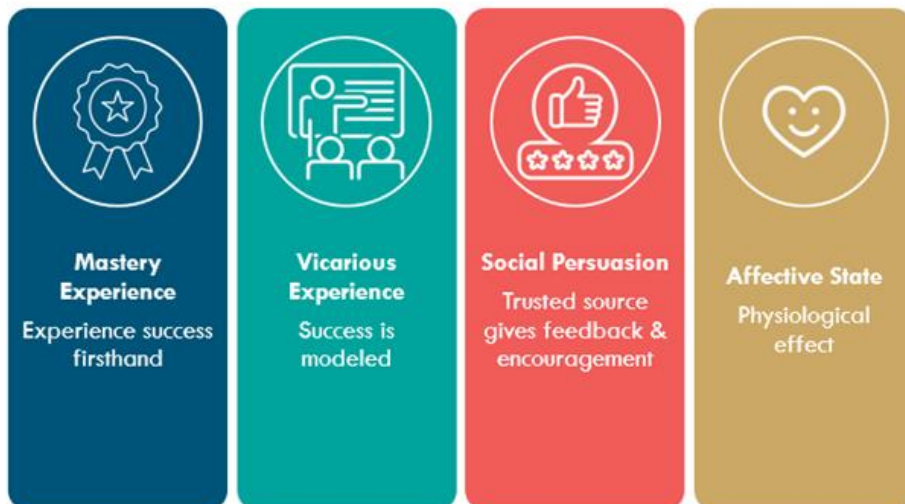 Mastery
Experience
Experience success
firsthand
Vicarious
Experience
Success is
modeled
Social Persuasion
Trusted source
gives feedback &
encouragement
Affective State
Physiological
effect